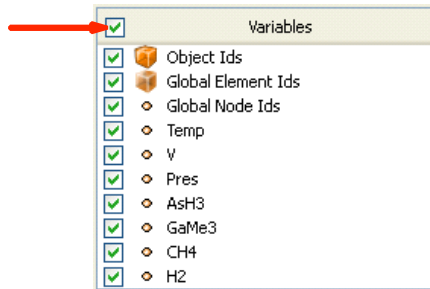 Variables
Object Ids
Global Element Ids
Global Node Ids
Temp
V
Pres
AsH3
GaMe3
CH4
H2